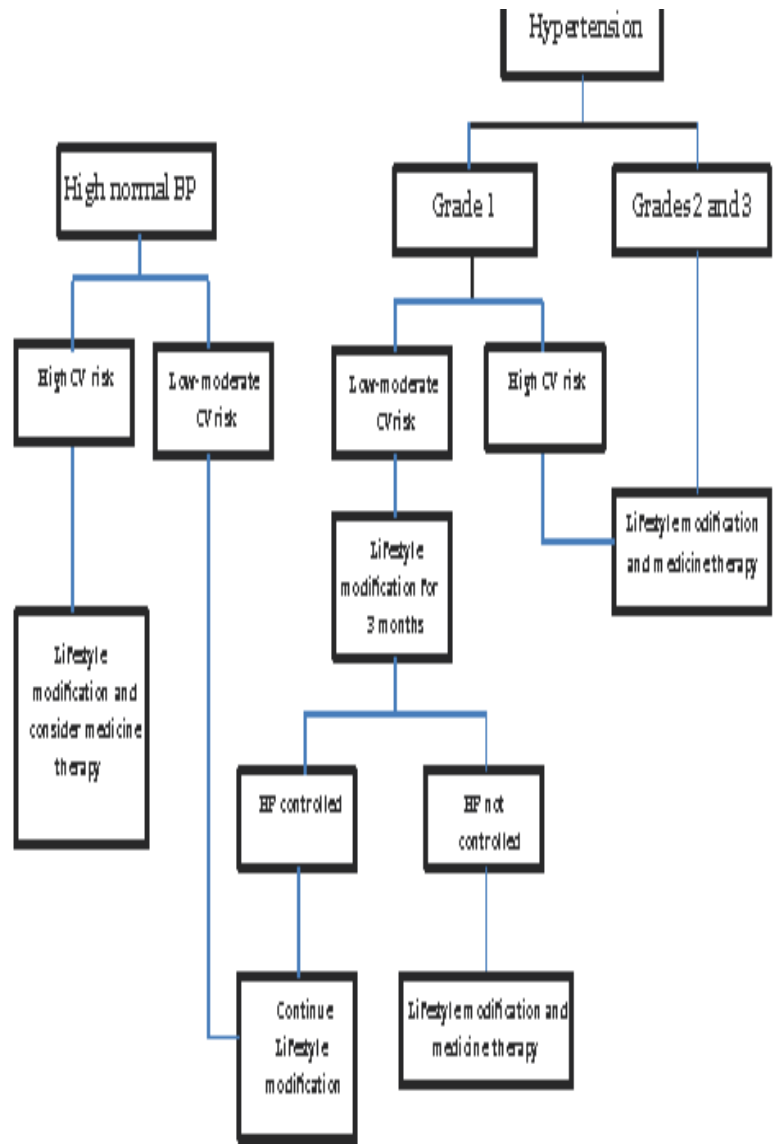 Hypertension
High normal BP
Grade 1
Grades 2 and 3
High CV risk
Low-moderate
CV risk
Low-moderate
CV risk
High CV risk
Lifestyle modification
and medicine therapy
Lifestyle
modification for
3 months
Lifestyle
modification and
consider medicine
therapy
HF controlled
HF not
controlled
Continue
Lifestyle
modification
Lifestyle modification and
medicine therapy